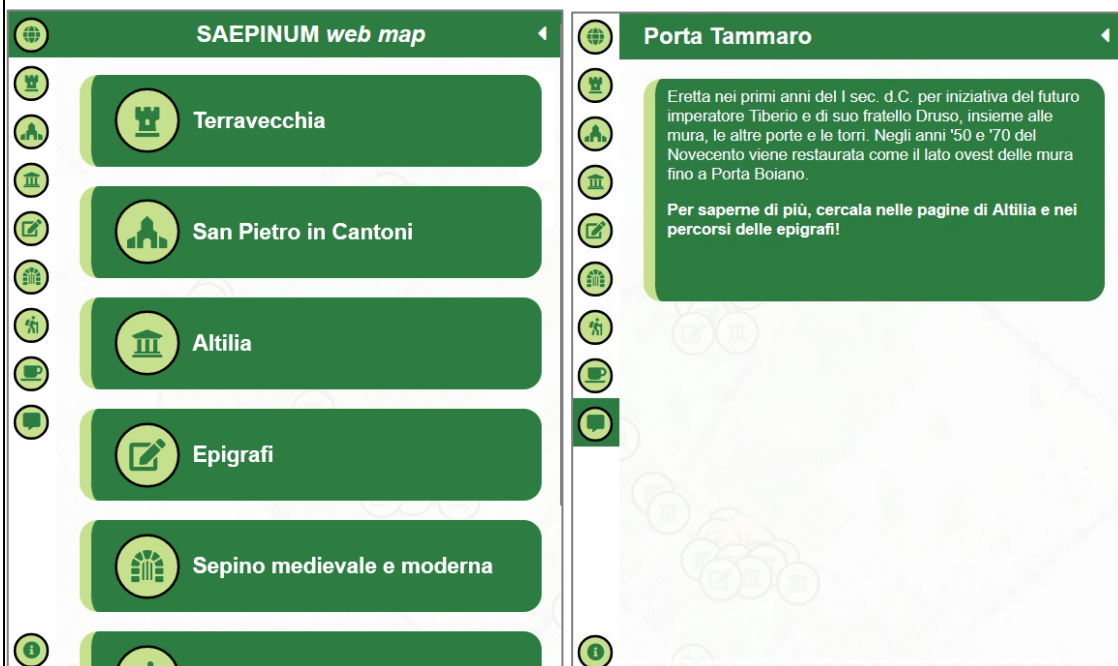 SAEPINUM web map
Terravecchia
San Pietro in Cantoni
Altilia
Epigrafi
Sepino medievale e moderna
Porta Tammaro
Eretta nei primi anni del I sec. d.C. per iniziativa del futuro
imperatore Tiberio e di suo fratello Druso, insieme alle
mura, le altre porte e le torri. Negli anni '50 e '70 del
Novecento viene restaurata come il lato ovest delle mura
fino a Porta Boiano.
Per saperne di più, cercala nelle pagine di Altilia e nei
percorsi delle epigrafi!